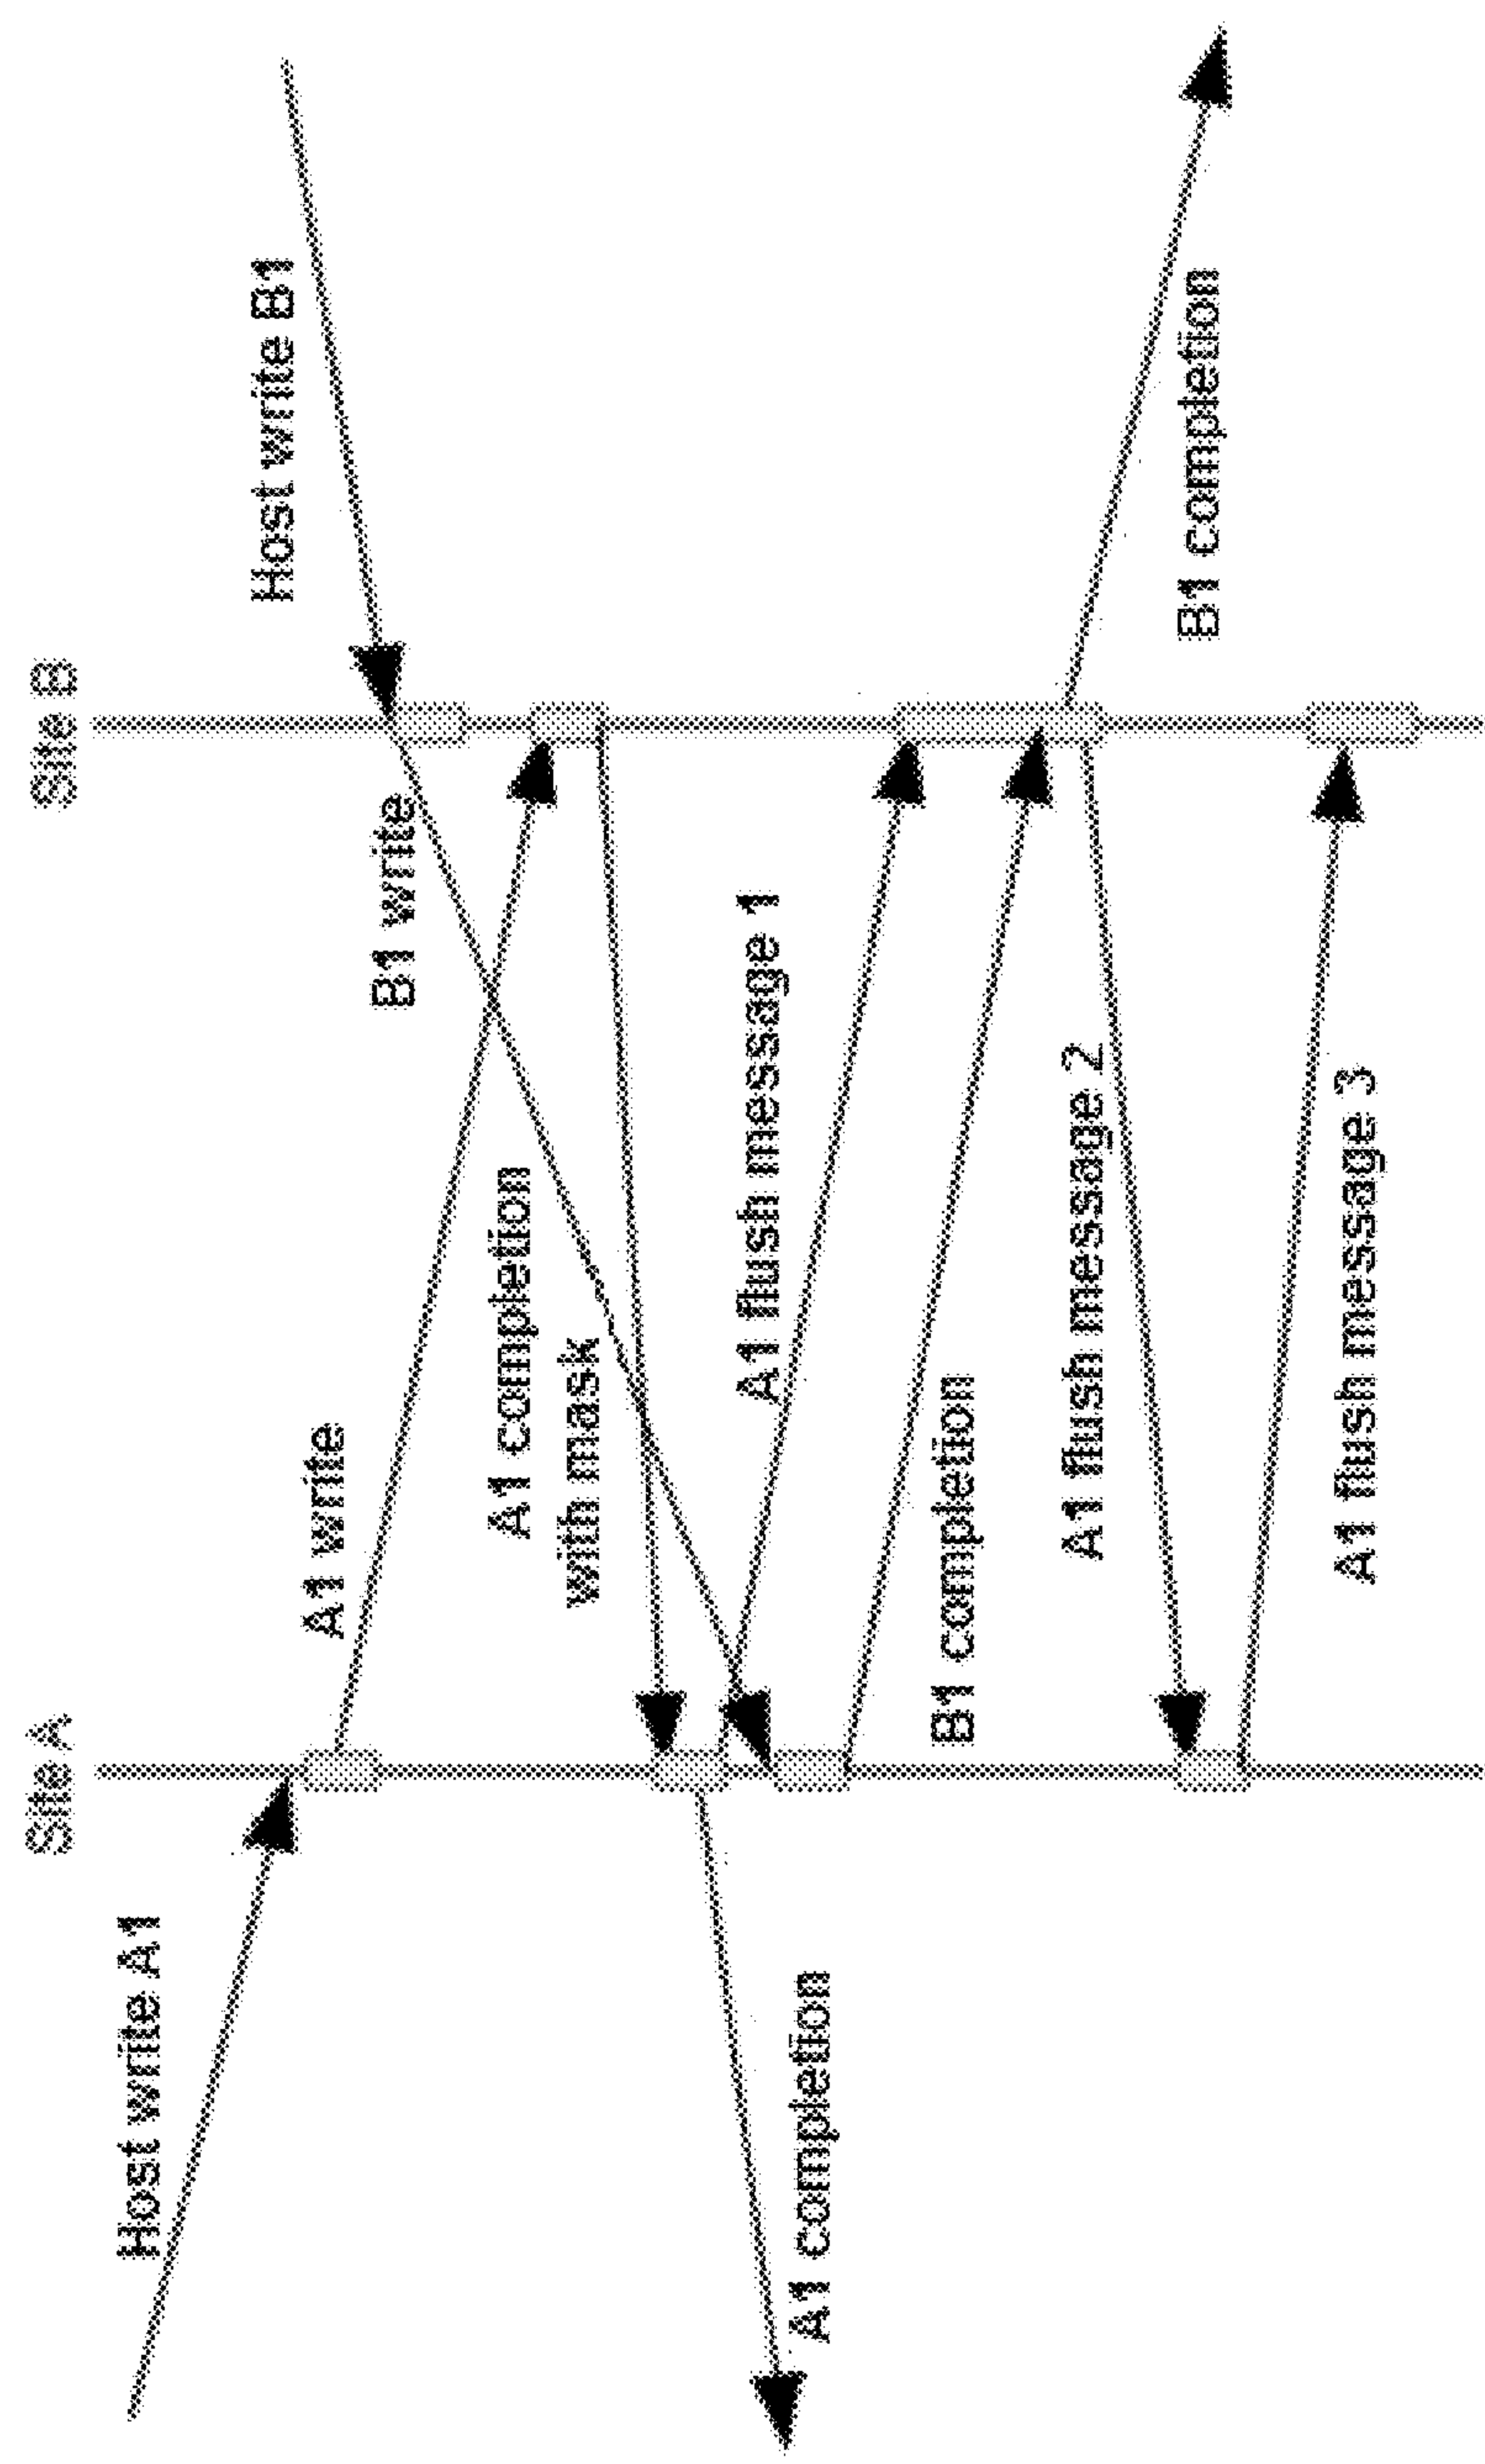 Site A
Site B
Host write A1
Host write B1
A1 write
B1 write
A1 completion
with mask
A1 flush message 1
A1 completion
B1 completion
A1 flush message 2
B1 completion
A1 flush message 3